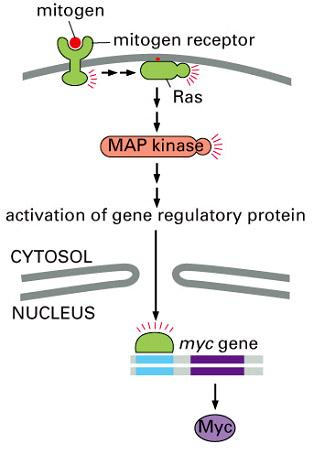 mitogen
mitogen receptor
Ras
MAP kinase
activation of gene regulatory protein
CYTOSOL
NUCLEUS
myc gene
Myc